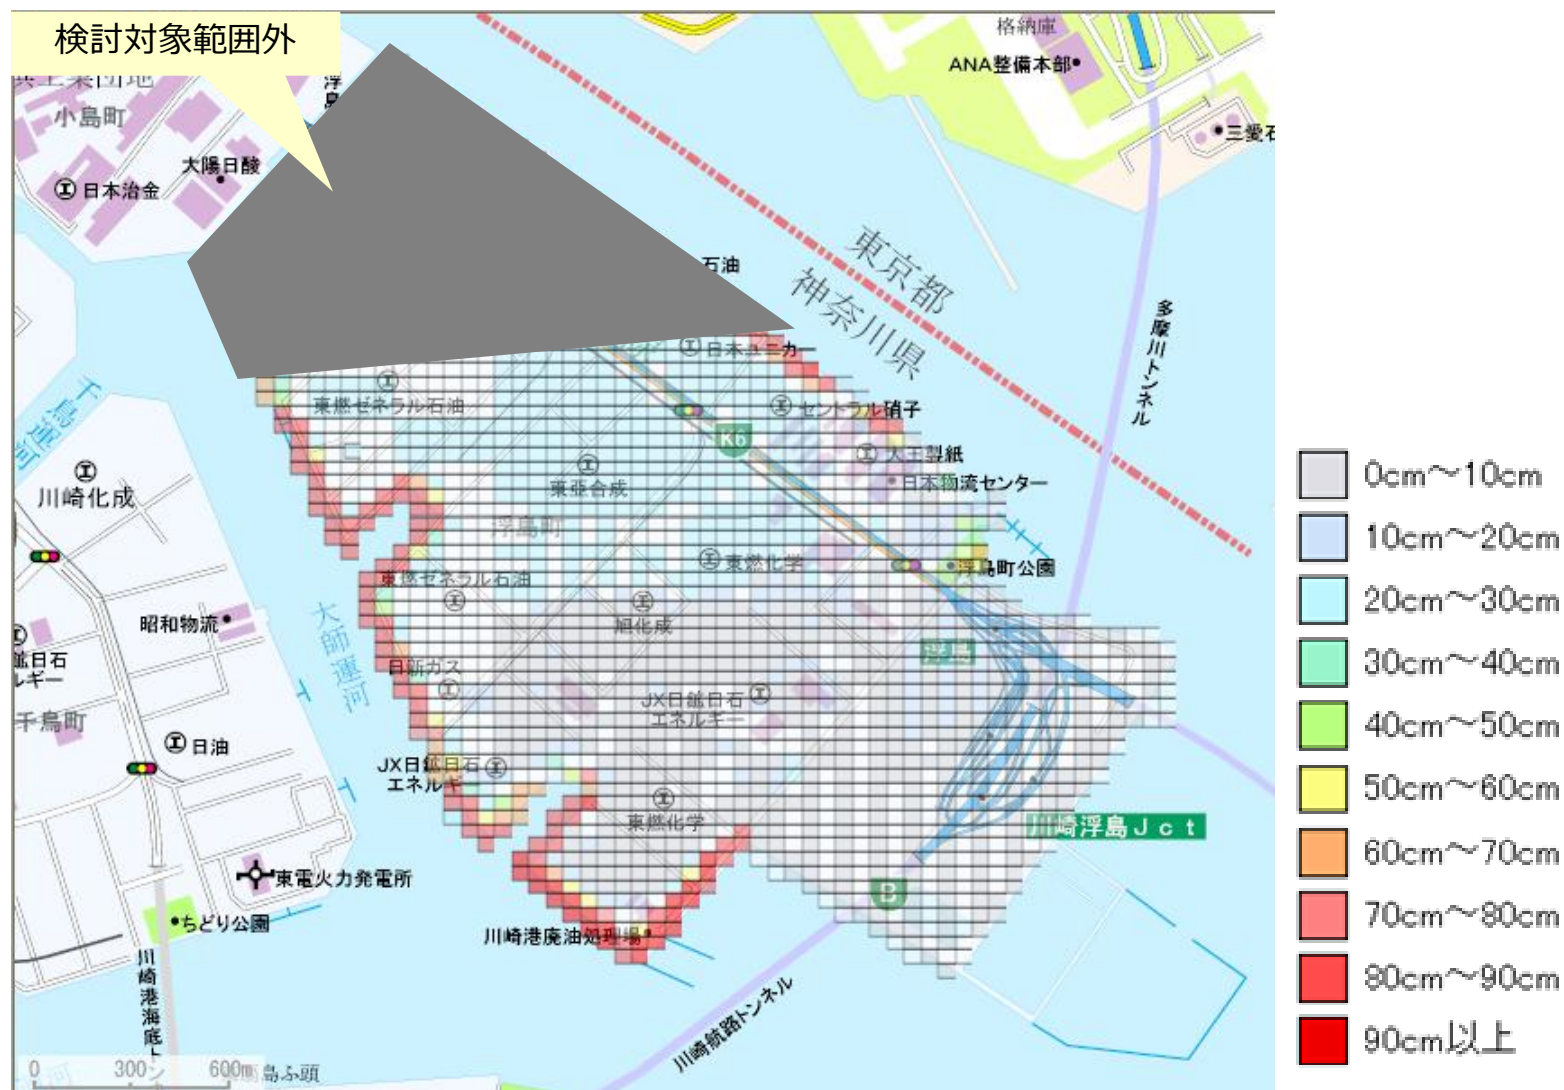 検討対象範囲外
格納庫
ANA整備本部
小島町
大陽日酸
日本冶金
三愛石
石油
東京都
神奈川県
多摩川トンネル
日本ユニカー
東燃ゼネラル石油
セントラル硝子
千鳥運河
K6
大王製紙
川崎化成
東亞合成
日本物流センター
浮島町
東燃化学
浮島町公園
東燃ゼネラル石油
旭化成
昭和物流
大師運河
浮島
鉱日石
ルギー
日新ガス
JX日鉱日石
エネルギー
千鳥町
日油
JX日鉱日石
エネルギ
東燃化学
川崎浮島Jct
東電火力発電所
B
ちどり公園
川崎港廃油処理場
川崎港海底ト
川崎航路トンネル
0 300 600m
島ふ頭
0cm～10cm
10cm～20cm
20cm～30cm
30cm～40cm
40cm～50cm
50cm～60cm
60cm～70cm
70cm～80cm
80cm～90cm
90cm以上